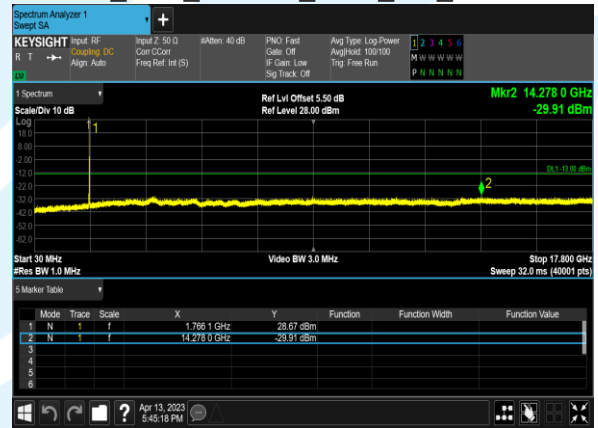 Spectrum Analyzer 1
Swept SA
+
KEYSIGHT
R T
LV
Input: RF
Coupling: DC
Align: Auto
Input Z: 50 Ω
Corr CCorr
Freq Ref: Int (S)
#Atten: 40 dB
PNO: Fast
Gate: Off
IF Gain: Low
Sig Track: Off
Avg Type: Log-Power
Avg|Hold: 100/100
Trig: Free Run
1 2 3 4 5 6
M W W W W W
P N N N N N
1 Spectrum
Scale/Div 10 dB
Ref Lvl Offset 5.50 dB
Ref Level 28.00 dBm
Mkr2 14.278 0 GHz
-29.91 dBm
Log
18.0
8.00
-2.00
-12.0
-22.0
-32.0
-42.0
-52.0
-62.0
1
DL1 -13.00 dBm
2
Start 30 MHz
#Res BW 1.0 MHz
Video BW 3.0 MHz
Stop 17.800 GHz
Sweep 32.0 ms (40001 pts)
5 Marker Table
Mode Trace Scale X Y Function Function Width Function Value
1 N 1 f 1.766 1 GHz 28.67 dBm
2 N 1 f 14.278 0 GHz -29.91 dBm
3
4
5
6
?
Apr 13, 2023
5:45:18 PM